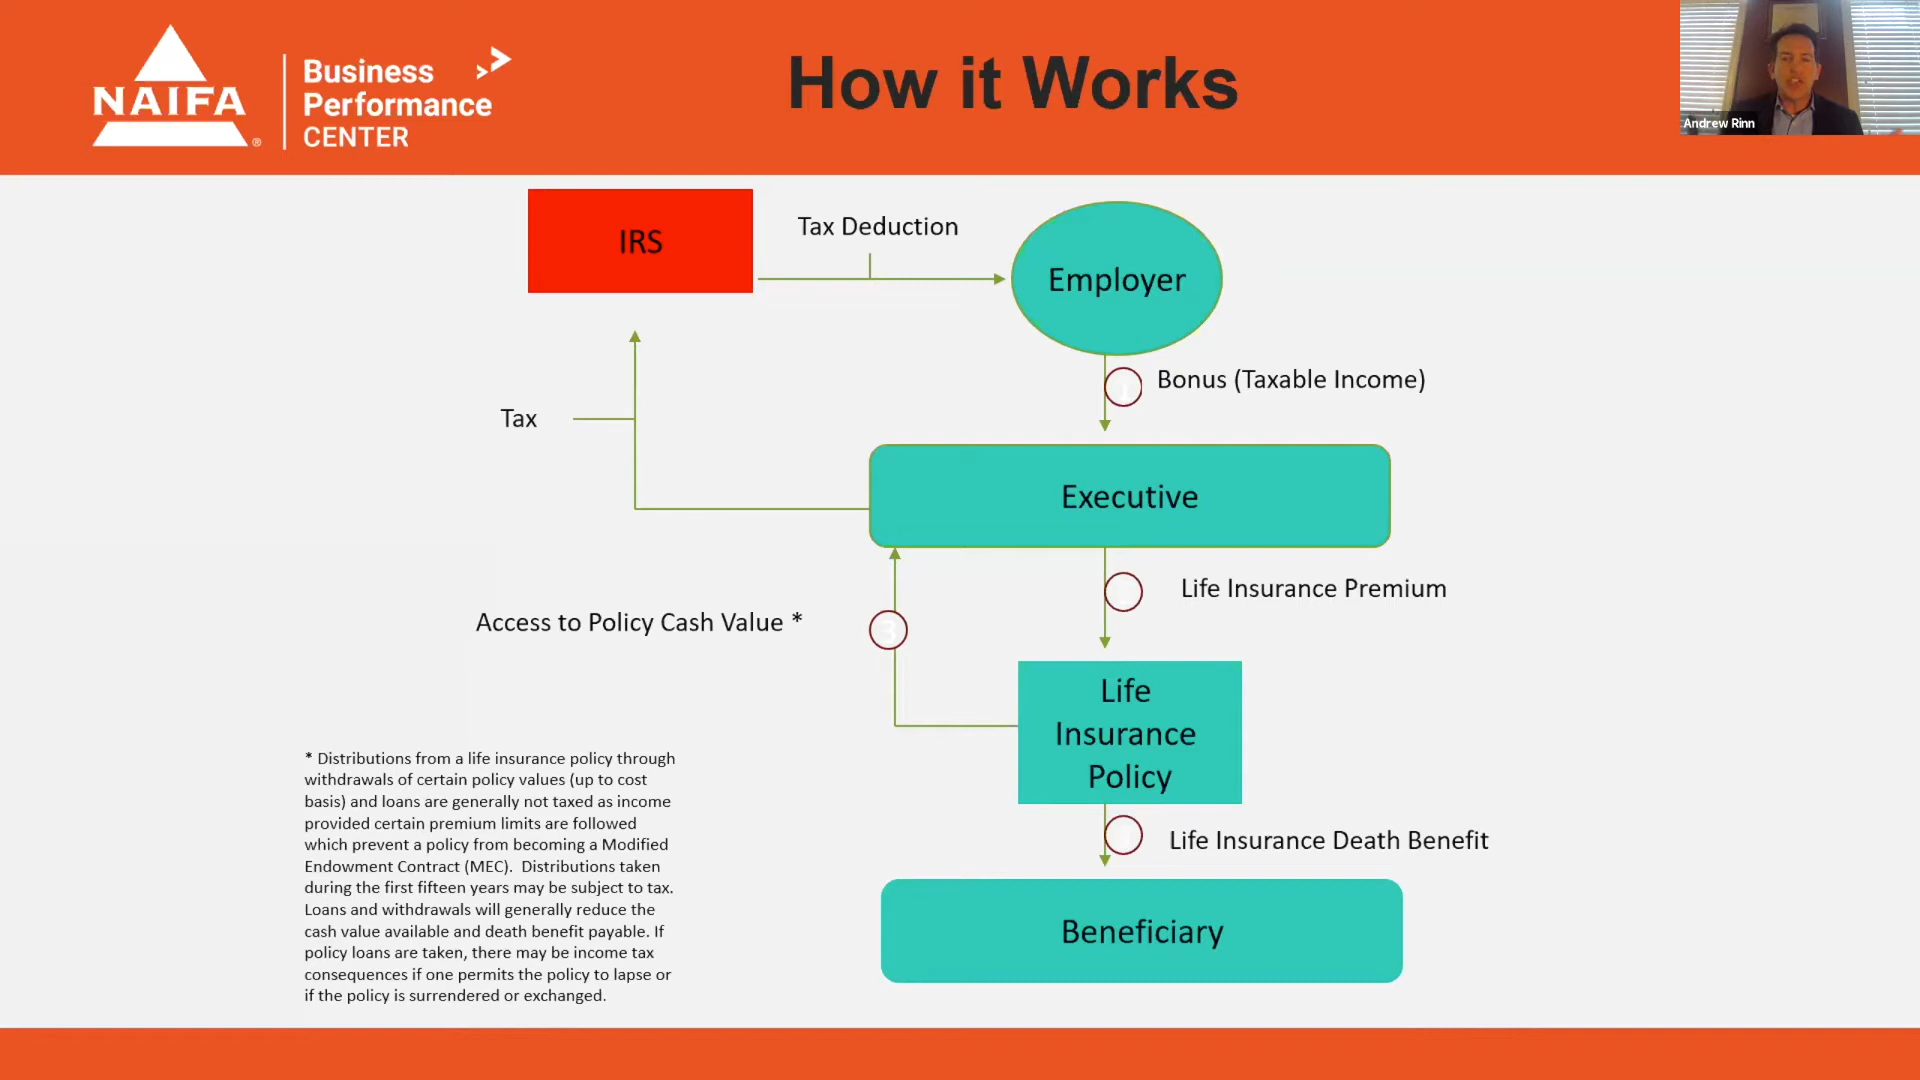 NAIFA
®
Business
Performance
CENTER
How it Works
Andrew Rinn
IRS
Tax Deduction
Employer
1
Bonus (Taxable Income)
Tax
Executive
Life Insurance Premium
Access to Policy Cash Value *
3
Life
Insurance
Policy
* Distributions from a life insurance policy through
withdrawals of certain policy values (up to cost
basis) and loans are generally not taxed as income
provided certain premium limits are followed
which prevent a policy from becoming a Modified
Endowment Contract (MEC). Distributions taken
during the first fifteen years may be subject to tax.
Loans and withdrawals will generally reduce the
cash value available and death benefit payable. If
policy loans are taken, there may be income tax
consequences if one permits the policy to lapse or
if the policy is surrendered or exchanged.
Life Insurance Death Benefit
Beneficiary